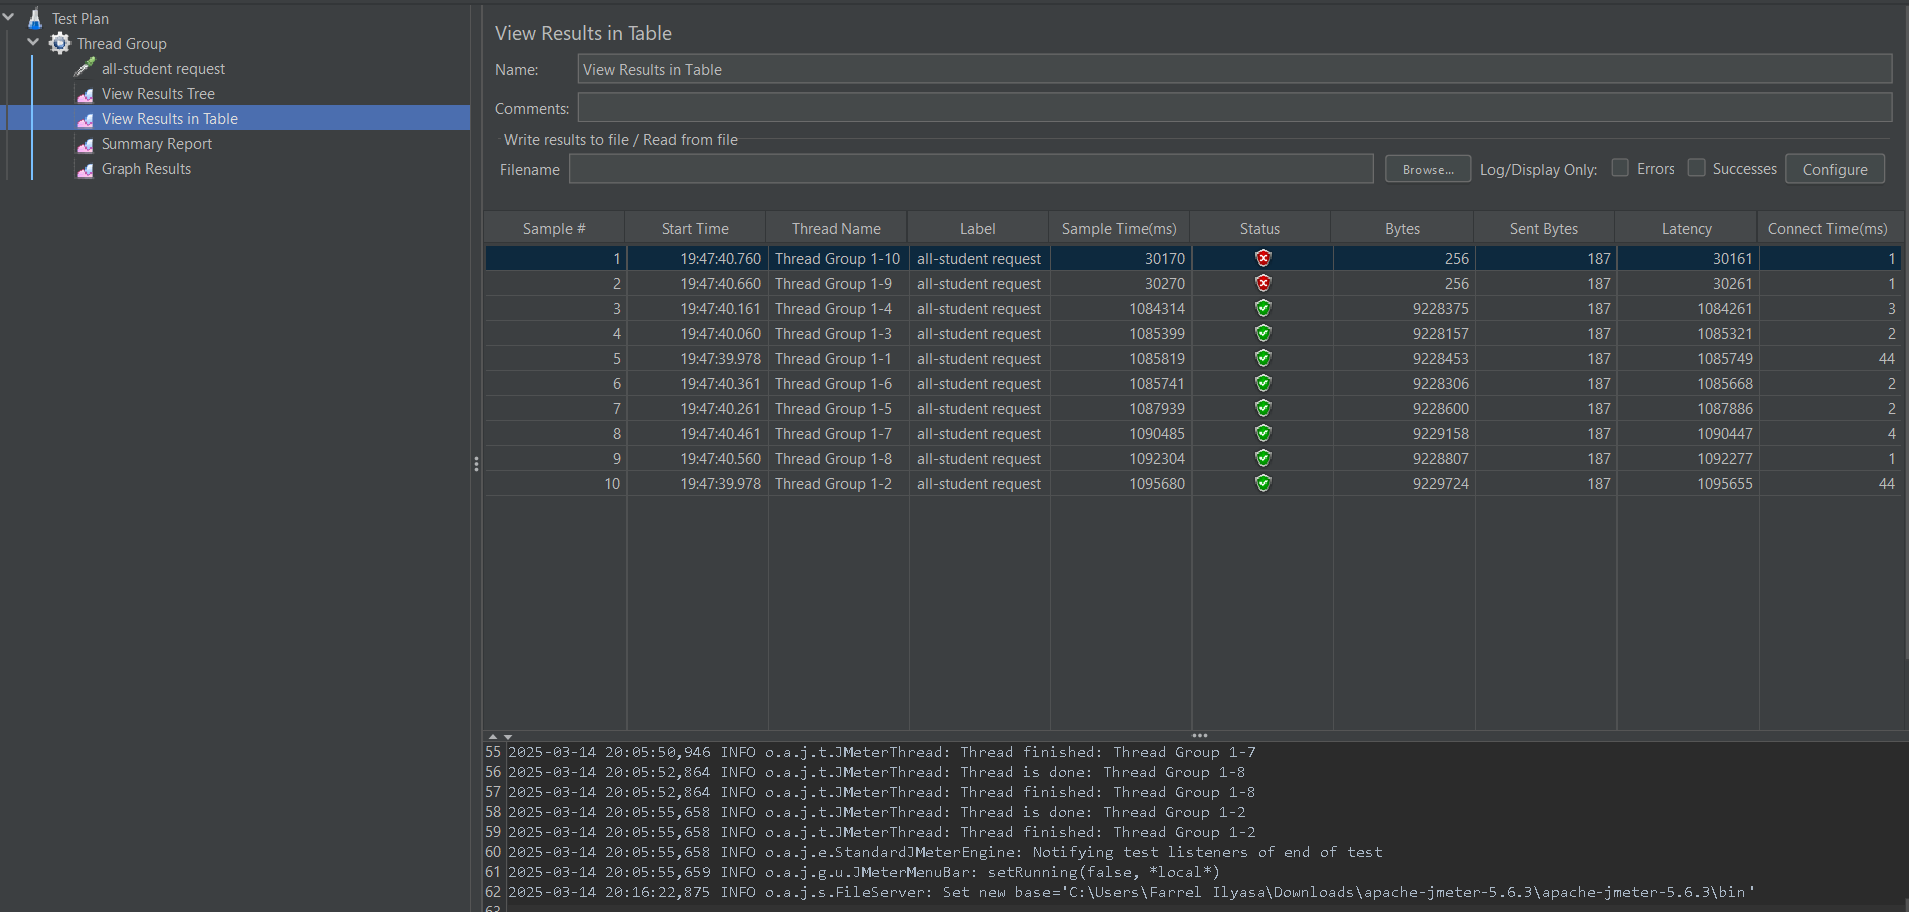 Test Plan
Thread Group
all-student request
View Results Tree
View Results in Table
Summary Report
Graph Results
View Results in Table
Name: View Results in Table
Comments:
Write results to file / Read from file
Filename Browse... Log/Display Only: Errors Successes Configure
Sample # Start Time Thread Name Label Sample Time(ms) Status Bytes Sent Bytes Latency Connect Time(ms)
1 19:47:40.760 Thread Group 1-10 all-student request 30170 256 187 30161 1
2 19:47:40.660 Thread Group 1-9 all-student request 30270 256 187 30261 1
3 19:47:40.161 Thread Group 1-4 all-student request 1084314 9228375 187 1084261 3
4 19:47:40.060 Thread Group 1-3 all-student request 1085399 9228157 187 1085321 2
5 19:47:39.978 Thread Group 1-1 all-student request 1085819 9228453 187 1085749 44
6 19:47:40.361 Thread Group 1-6 all-student request 1085741 9228306 187 1085668 2
7 19:47:40.261 Thread Group 1-5 all-student request 1087939 9228600 187 1087886 2
8 19:47:40.461 Thread Group 1-7 all-student request 1090485 9229158 187 1090447 4
9 19:47:40.560 Thread Group 1-8 all-student request 1092304 9228807 187 1092277 1
10 19:47:39.978 Thread Group 1-2 all-student request 1095680 9229724 187 1095655 44
55 2025-03-14 20:05:50,946 INFO o.a.j.t.JMeterThread: Thread finished: Thread Group 1-7
56 2025-03-14 20:05:52,864 INFO o.a.j.t.JMeterThread: Thread is done: Thread Group 1-8
57 2025-03-14 20:05:52,864 INFO o.a.j.t.JMeterThread: Thread finished: Thread Group 1-8
58 2025-03-14 20:05:55,658 INFO o.a.j.t.JMeterThread: Thread is done: Thread Group 1-2
59 2025-03-14 20:05:55,658 INFO o.a.j.t.JMeterThread: Thread finished: Thread Group 1-2
60 2025-03-14 20:05:55,658 INFO o.a.j.e.StandardJMeterEngine: Notifying test listeners of end of test
61 2025-03-14 20:05:55,659 INFO o.a.j.g.u.JMeterMenuBar: setRunning(false, *local*)
62 2025-03-14 20:16:22,875 INFO o.a.j.s.FileServer: Set new base='C:\Users\Farrel Ilyasa\Downloads\apache-jmeter-5.6.3\apache-jmeter-5.6.3\bin'
63